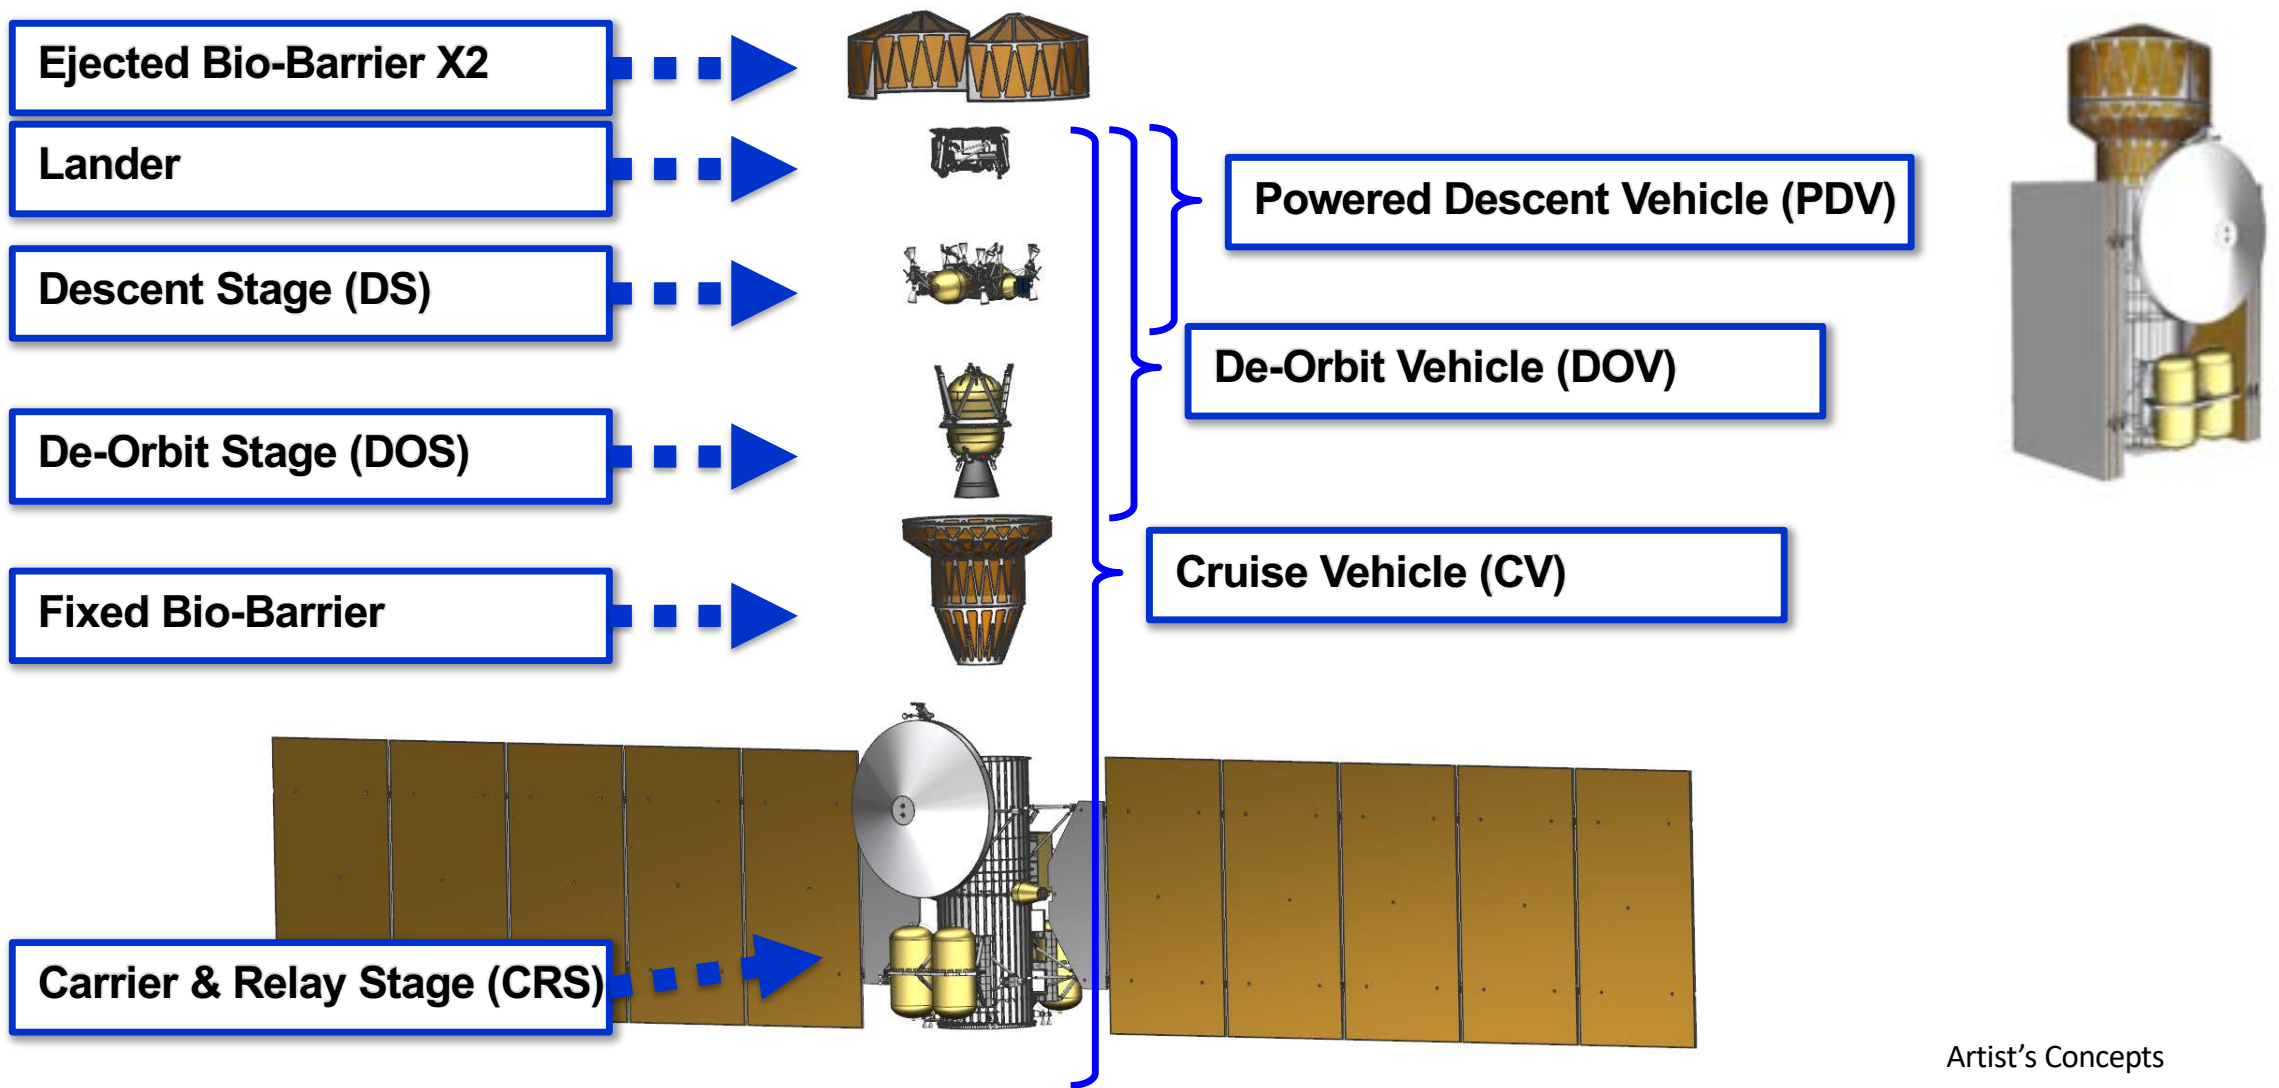 Ejected Bio-Barrier X2
Lander
Powered Descent Vehicle (PDV)
Descent Stage (DS)
De-Orbit Vehicle (DOV)
De-Orbit Stage (DOS)
Cruise Vehicle (CV)
Fixed Bio-Barrier
Carrier & Relay Stage (CRS)
Artist’s Concepts